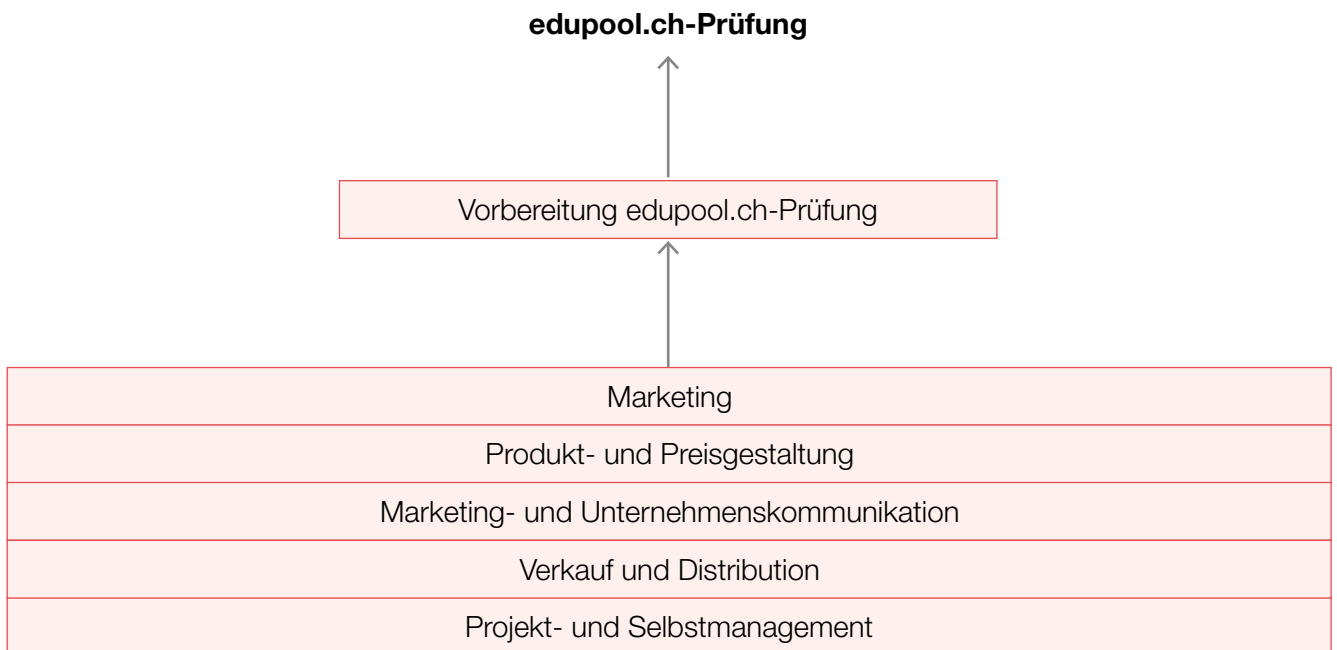 edupool.ch-Prüfung
Vorbereitung edupool.ch-Prüfung
Marketing
Produkt- und Preisgestaltung
Marketing- und Unternehmenskommunikation
Verkauf und Distribution
Projekt- und Selbstmanagement